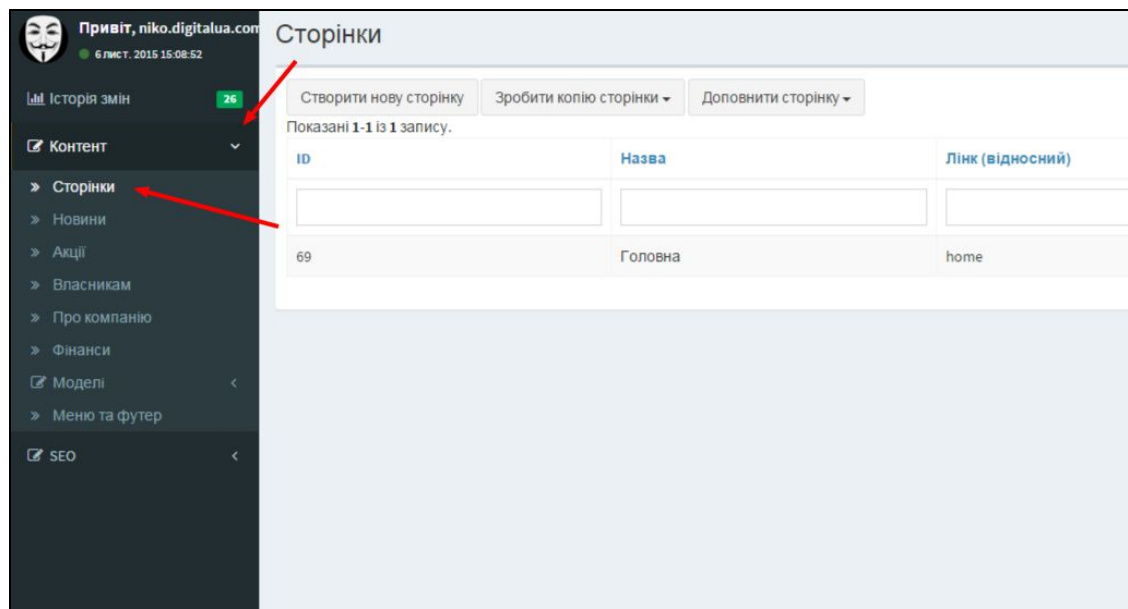 Привіт, niko.digitalua.com
6 лист. 2015 15:08:52
Історія змін 26
Контент
Сторінки
Новини
Акції
Власникам
Про компанію
Фінанси
Моделі
Меню та футер
SEO
Сторінки
Створити нову сторінку Зробити копію сторінки Доповнити сторінку
Показані 1-1 із 1 запису.
ID Назва Лінк (відносний)
69 Головна home